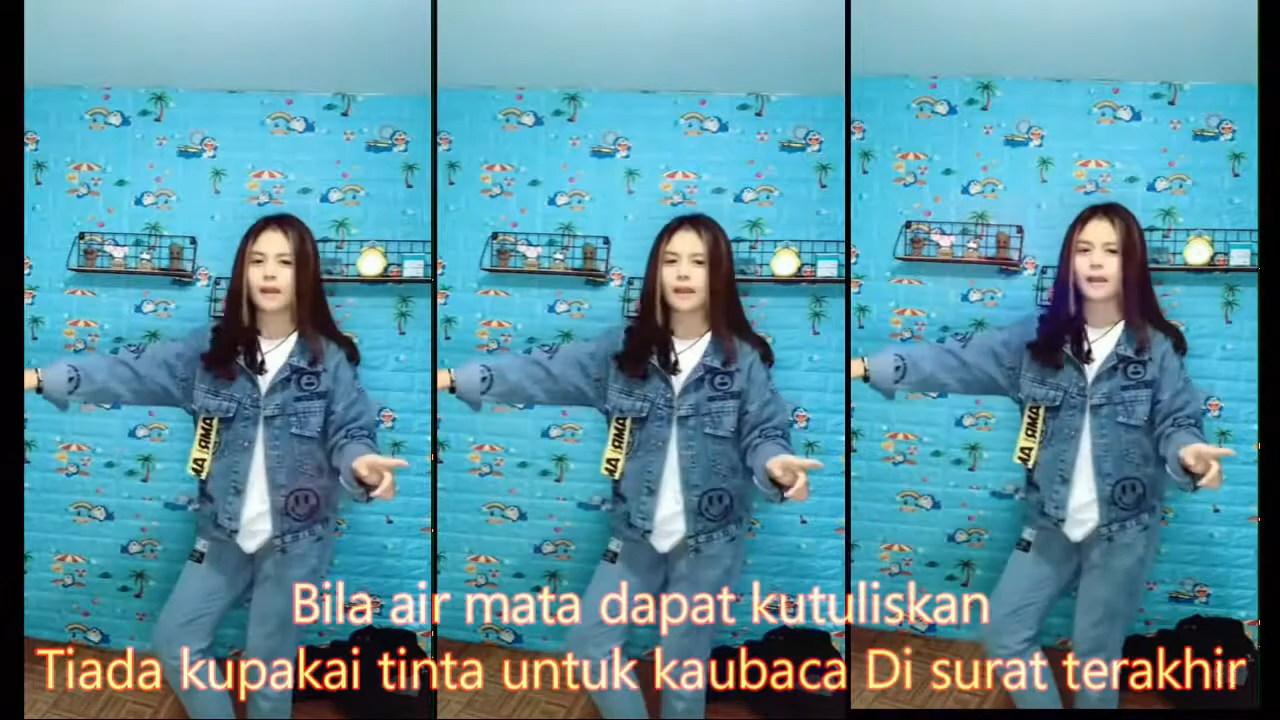 Bila air mata dapat kutuliskan
Tiada kupakai tinta untuk kaubaca Di surat terakhir